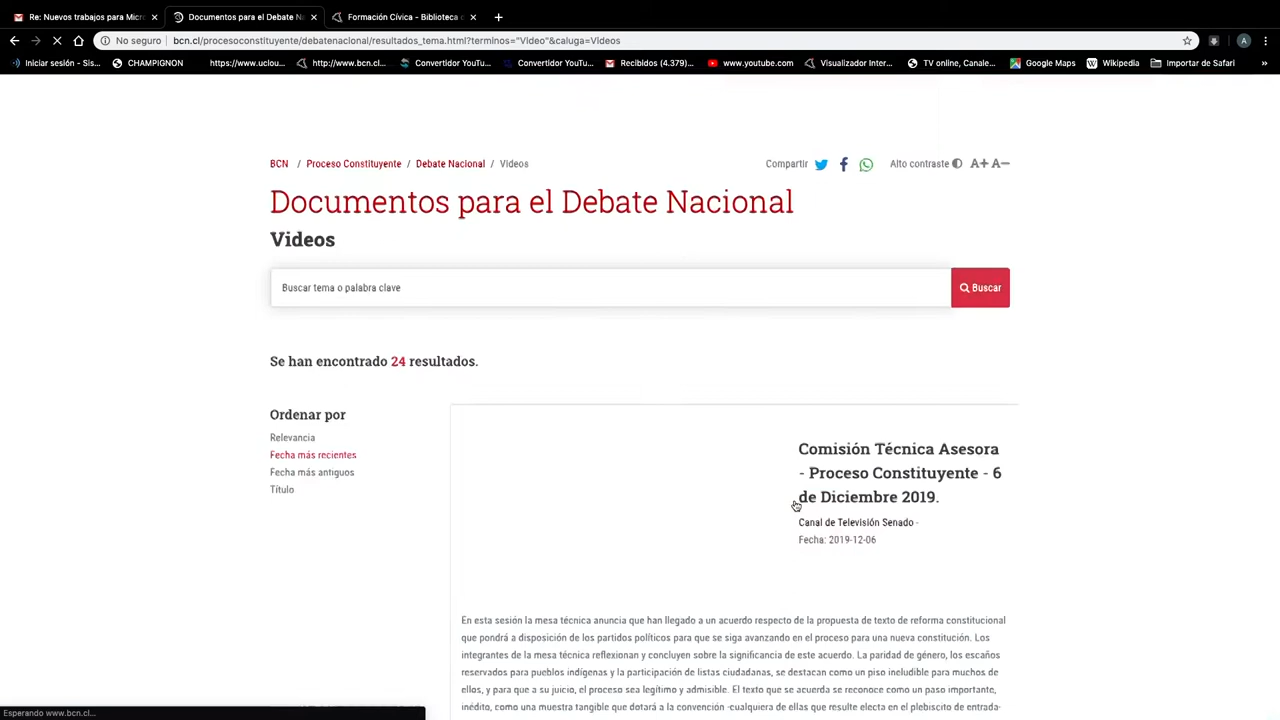 Re: Nuevos trabajos para Micr
Documentos para el Debate N
Formación Cívica - Biblioteca
No seguro
bcn.cl/procesoconstituyente/debatenacional/resultados_tema.html?terminos="Video"&caluga=Videos
A
Iniciar sesión - Sis...
CHAMPIGNON
https://www.uclou...
http://www.bcn.cl...
Convertidor YouTu...
Convertidor YouTu...
Recibidos (4.379)...
www.youtube.com
Visualizador Inter...
TV online, Canale...
Google Maps
Wikipedia
Importar de Safari
»
BCN / Proceso Constituyente / Debate Nacional / Videos
Compartir
Alto contraste
A+ A−
Documentos para el Debate Nacional
Videos
Buscar tema o palabra clave
Buscar
Se han encontrado 24 resultados.
Ordenar por
Relevancia
Fecha más recientes
Fecha más antiguos
Título
Comisión Técnica Asesora
- Proceso Constituyente - 6
de Diciembre 2019.
Canal de Televisión Senado -
Fecha: 2019-12-06
En esta sesión la mesa técnica anuncia que han llegado a un acuerdo respecto de la propuesta de texto de reforma constitucional
que pondrá a disposición de los partidos políticos para que se siga avanzando en el proceso para una nueva constitución. Los
integrantes de la mesa técnica reflexionan y concluyen sobre la significancia de este acuerdo. La paridad de género, los escaños
reservados para pueblos indígenas y la participación de listas ciudadanas, se destacan como un piso ineludible para muchos de
ellos, y para que a su juicio, el proceso sea legítimo y admisible. El texto que se acuerda se reconoce como un paso importante,
inédito, como una muestra tangible que dotará a la convención -cualquiera de ellas que resulte electa en el plebiscito de entrada-
Esperando www.bcn.cl...